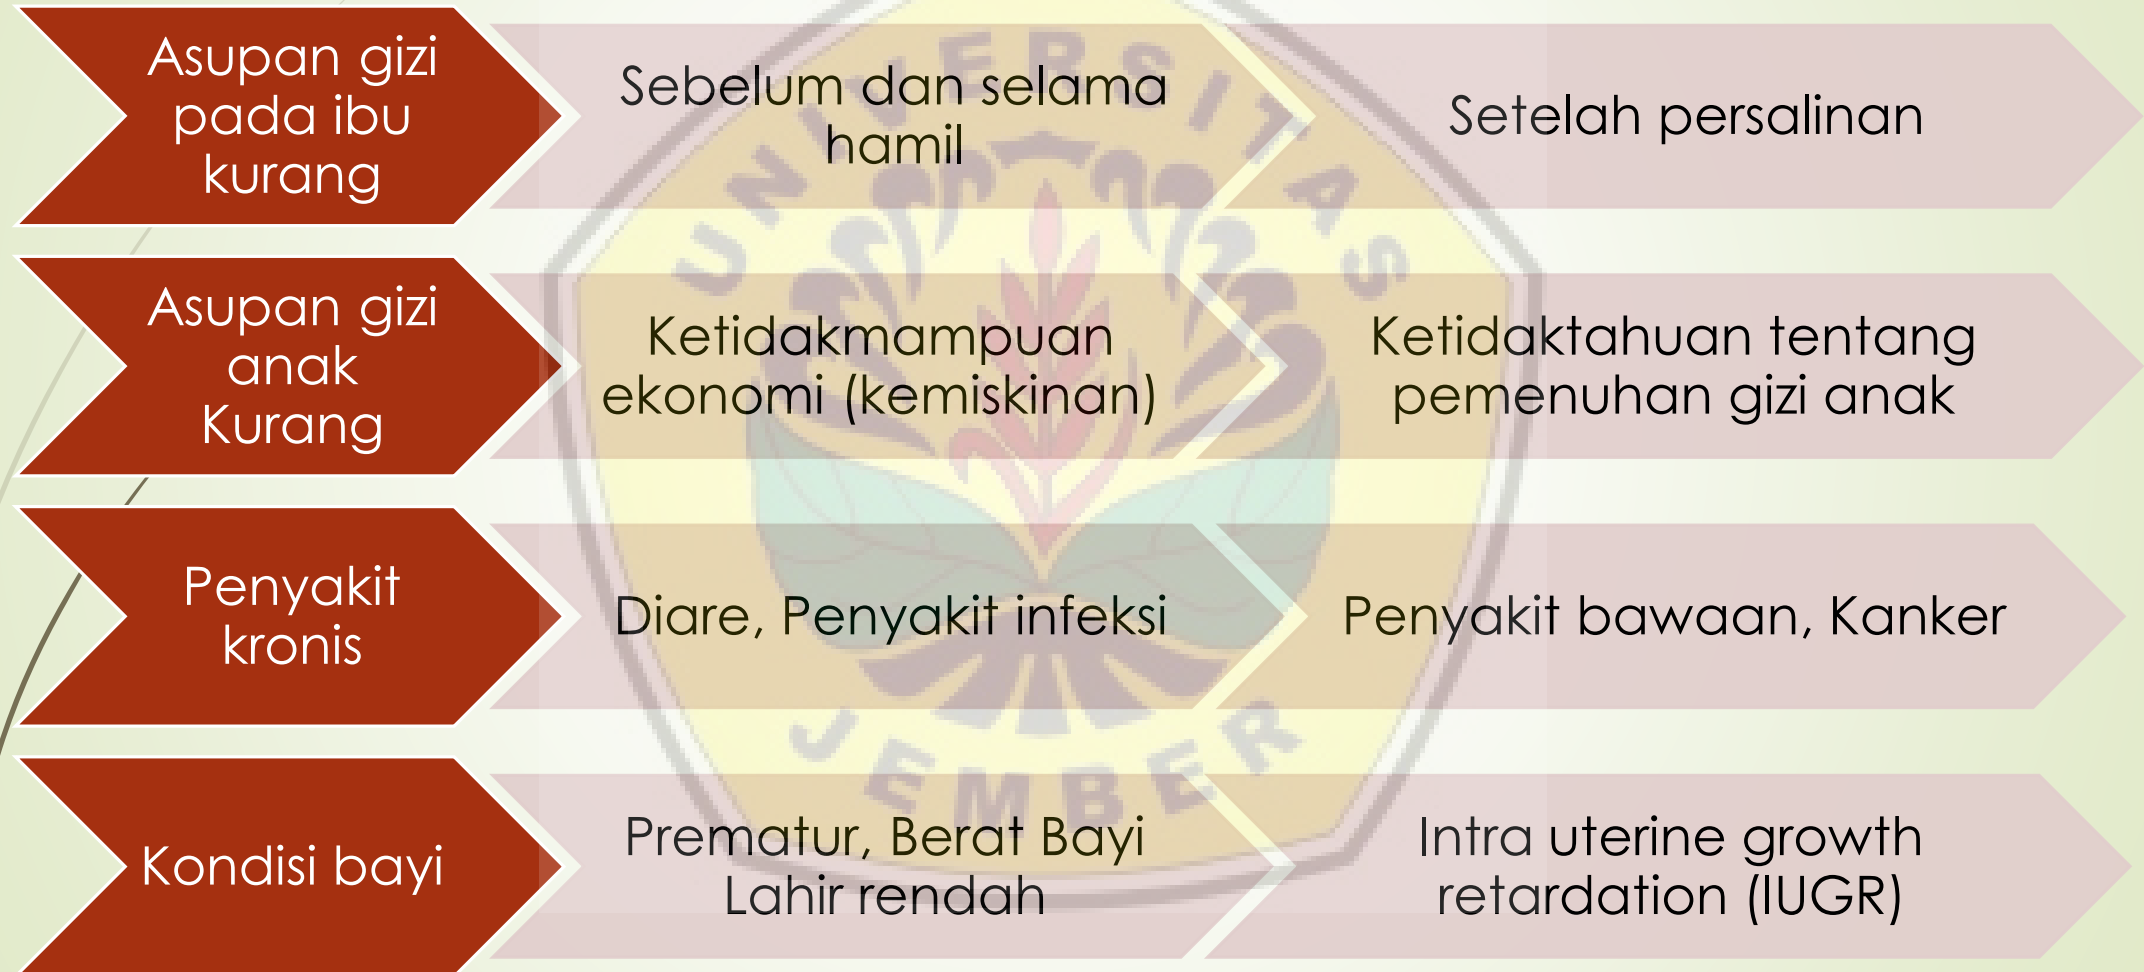 Asupan gizi
pada ibu
kurang
Sebelum dan selama
hamil
Setelah persalinan
Asupan gizi
anak
Kurang
Ketidakmampuan
ekonomi (kemiskinan)
Ketidaktahuan tentang
pemenuhan gizi anak
Penyakit
kronis
Diare, Penyakit infeksi
Penyakit bawaan, Kanker
Kondisi bayi
Prematur, Berat Bayi
Lahir rendah
Intra uterine growth
retardation (IUGR)
UNIVERSITAS
JEMBER